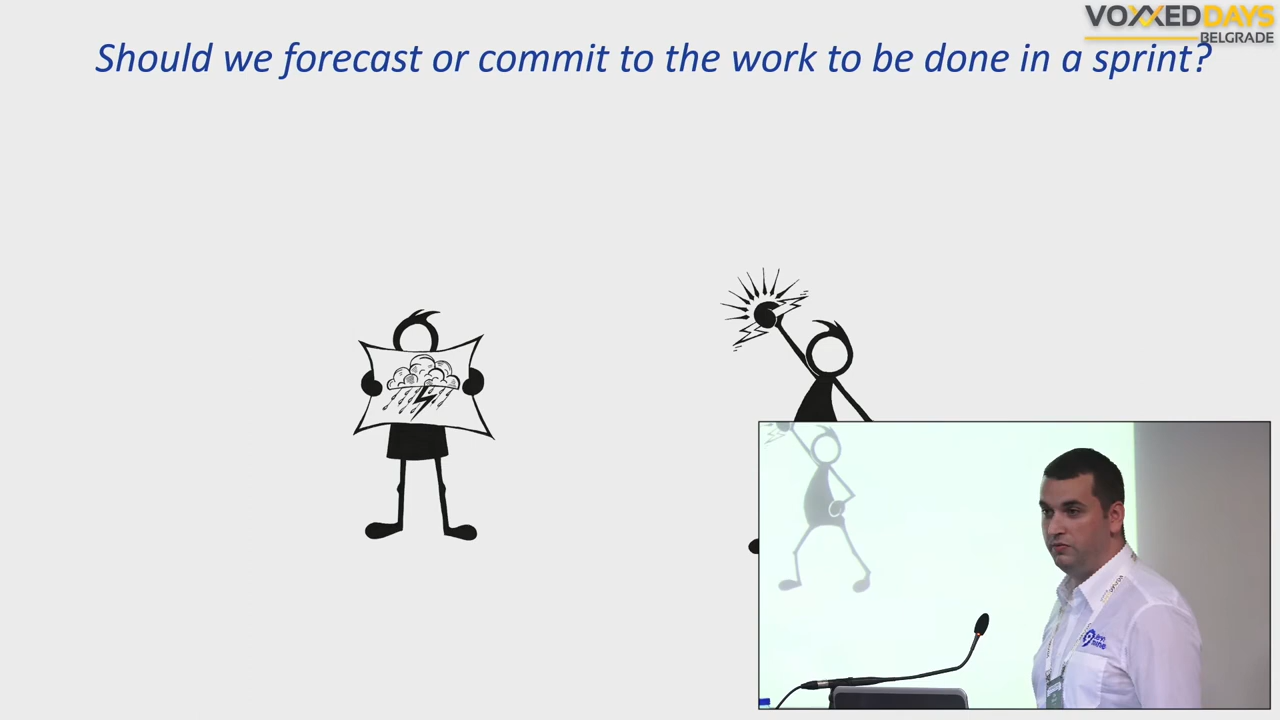 VOXXED DAYS
BELGRADE
Should we forecast or commit to the work to be done in a sprint?